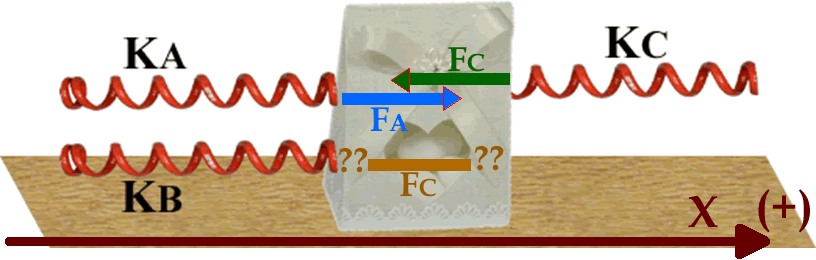 KA
KC
FC
FA
?? ??
FC
KB
X (+)